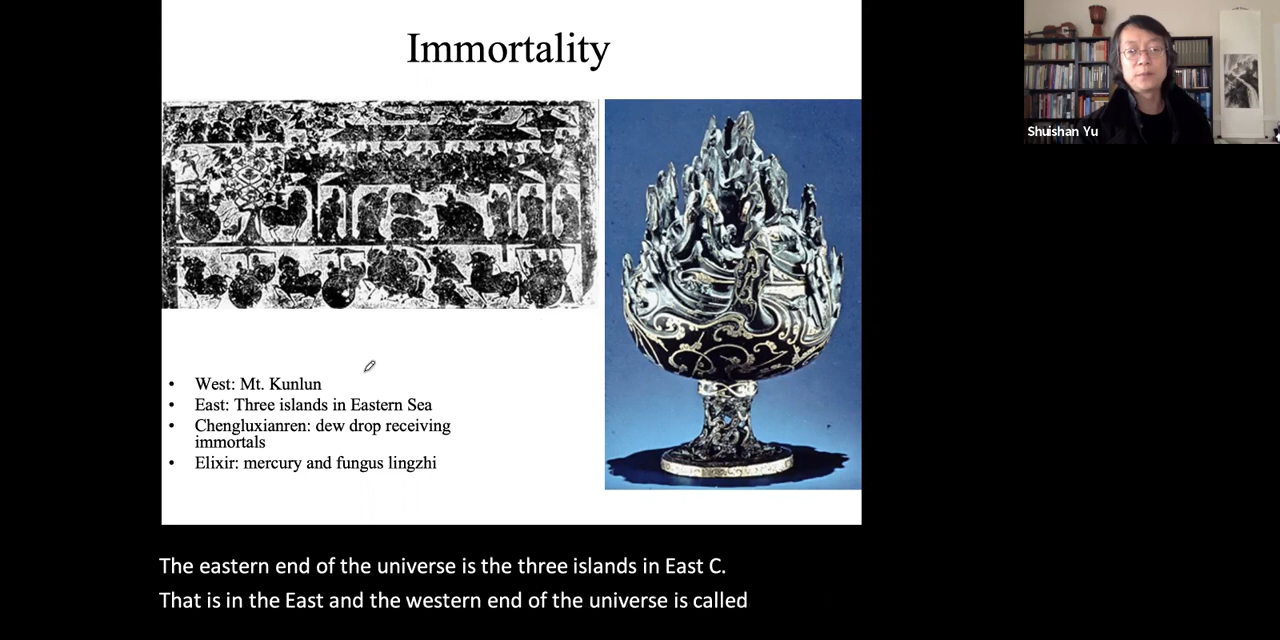 Immortality
Shuishan Yu
• West: Mt. Kunlun
• East: Three islands in Eastern Sea
• Chengluxianren: dew drop receiving
immortals
• Elixir: mercury and fungus lingzhi
The eastern end of the universe is the three islands in East C.
That is in the East and the western end of the universe is called